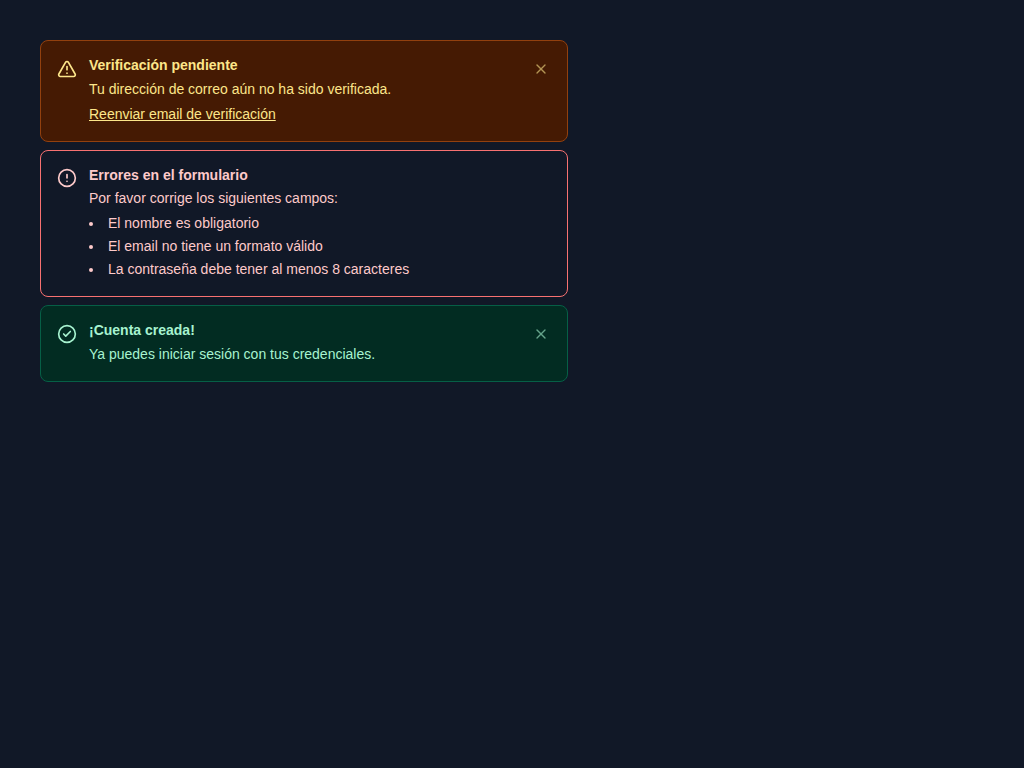 Verificación pendiente
Tu dirección de correo aún no ha sido verificada.
Reenviar email de verificación
Errores en el formulario
Por favor corrige los siguientes campos:
El nombre es obligatorio
El email no tiene un formato válido
La contraseña debe tener al menos 8 caracteres
¡Cuenta creada!
Ya puedes iniciar sesión con tus credenciales.